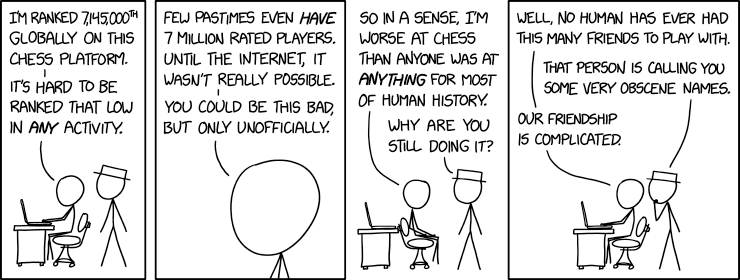 I'M RANKED 7,145,000TH
GLOBALLY ON THIS
CHESS PLATFORM.
IT'S HARD TO BE
RANKED THAT LOW
IN ANY ACTIVITY.
FEW PASTIMES EVEN HAVE
7 MILLION RATED PLAYERS.
UNTIL THE INTERNET, IT
WASN'T REALLY POSSIBLE.
YOU COULD BE THIS BAD,
BUT ONLY UNOFFICIALLY.
SO IN A SENSE, I'M
WORSE AT CHESS
THAN ANYONE WAS AT
ANYTHING FOR MOST
OF HUMAN HISTORY.
WHY ARE YOU
STILL DOING IT?
WELL, NO HUMAN HAS EVER HAD
THIS MANY FRIENDS TO PLAY WITH.
THAT PERSON IS CALLING YOU
SOME VERY OBSCENE NAMES.
OUR FRIENDSHIP
IS COMPLICATED.